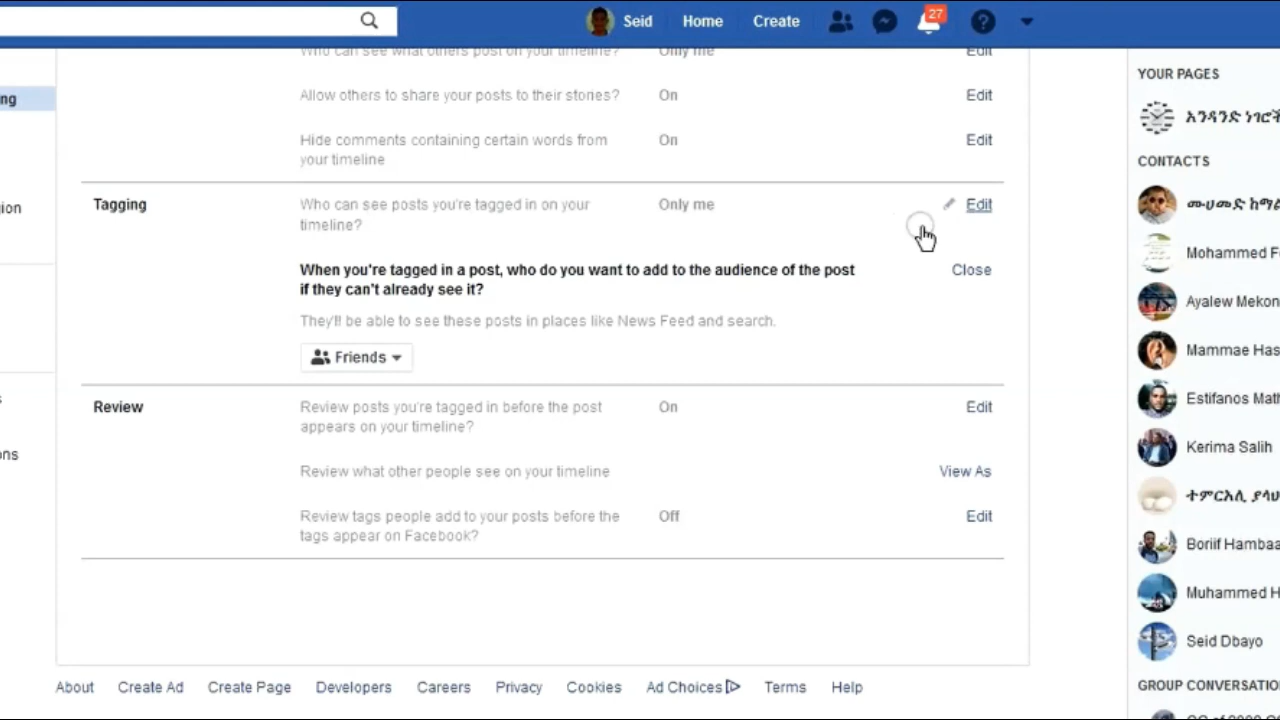 Seid Home Create 27
Who can see what others post on your timeline? Only me Edit
ng
Allow others to share your posts to their stories? On Edit
Hide comments containing certain words from On Edit
your timeline
Tagging Who can see posts you're tagged in on your Only me Edit
timeline?
When you're tagged in a post, who do you want to add to the audience of the post Close
if they can't already see it?
They'll be able to see these posts in places like News Feed and search.
Friends
Review Review posts you're tagged in before the post On Edit
appears on your timeline?
Review what other people see on your timeline View As
Review tags people add to your posts before the Off Edit
tags appear on Facebook?
About Create Ad Create Page Developers Careers Privacy Cookies Ad Choices Terms Help
YOUR PAGES
አንዳንድ ነገሮች
CONTACTS
ሙሀመድ ከማል
Mohammed F
Ayalew Mekon
Mammae Has
Estifanos Math
Kerima Salih
ተምርአሊ ያላሀ
Boriif Hambaa
Muhammed H
Seid Dbayo
GROUP CONVERSATIO